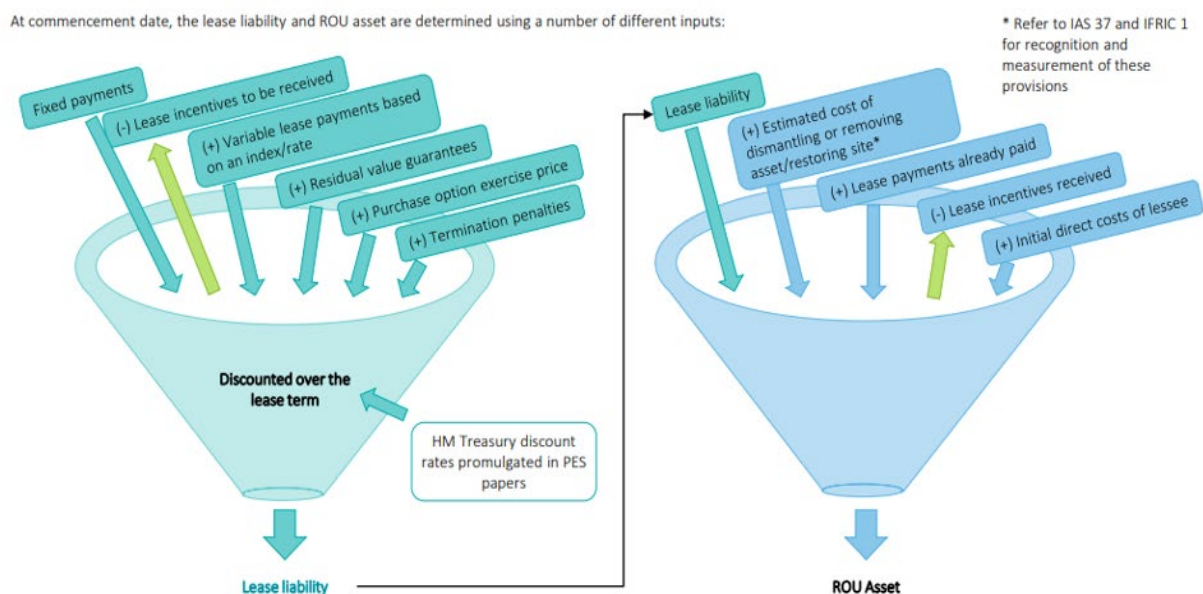 At commencement date, the lease liability and ROU asset are determined using a number of different inputs:
* Refer to IAS 37 and IFRIC 1
for recognition and
measurement of these
provisions
Fixed payments
(-) Lease incentives to be received
(+) Variable lease payments based
on an index/rate
(+) Residual value guarantees
(+) Purchase option exercise price
(+) Termination penalties
Discounted over the
lease term
HM Treasury discount
rates promulgated in PES
papers
Lease liability
Lease liability
(+) Estimated cost of
dismantling or removing
asset/restoring site*
(+) Lease payments already paid
(-) Lease incentives received
(+) Initial direct costs of lessee
ROU Asset